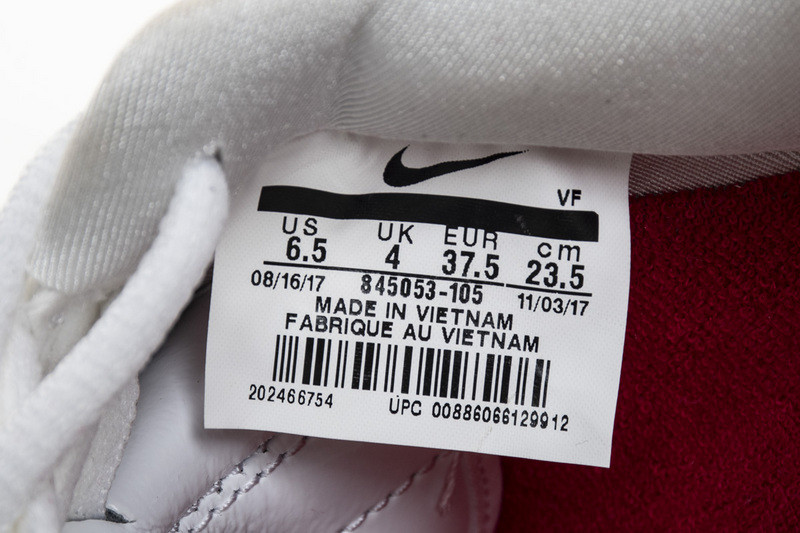 VF
US UK EUR cm
6.5 4 37.5 23.5
08/16/17 845053-105 11/03/17
MADE IN VIETNAM
FABRIQUE AU VIETNAM
202466754 UPC 00886066129912